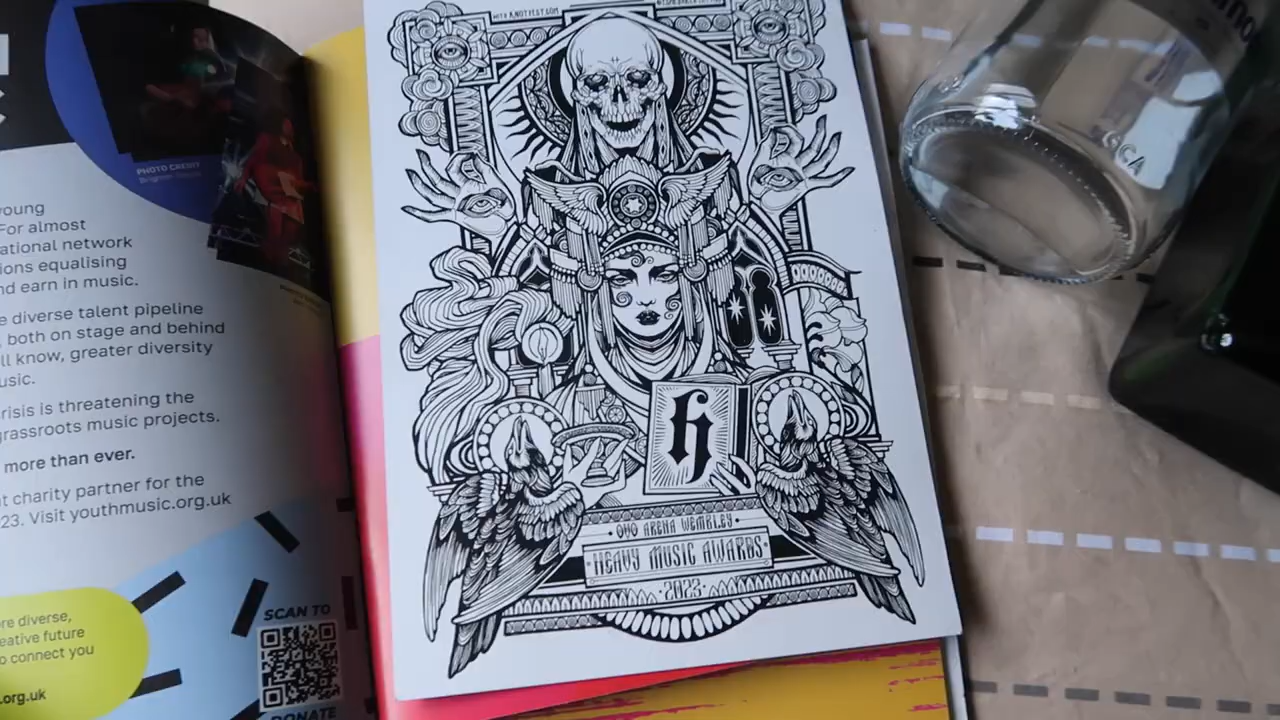 PHOTO CREDIT
young
For almost
ational network
ions equalising
nd earn in music.
e diverse talent pipeline
, both on stage and behind
ll know, greater diversity
usic.
risis is threatening the
grassroots music projects.
more than ever.
t charity partner for the
23. Visit youthmusic.org.uk
re diverse,
eative future
o connect you
.org.uk
SCAN TO
DONATE
WITH KNOTFEST.COM
h
OVO ARENA WEMBLEY
HEAVY MUSIC AWARDS
2023